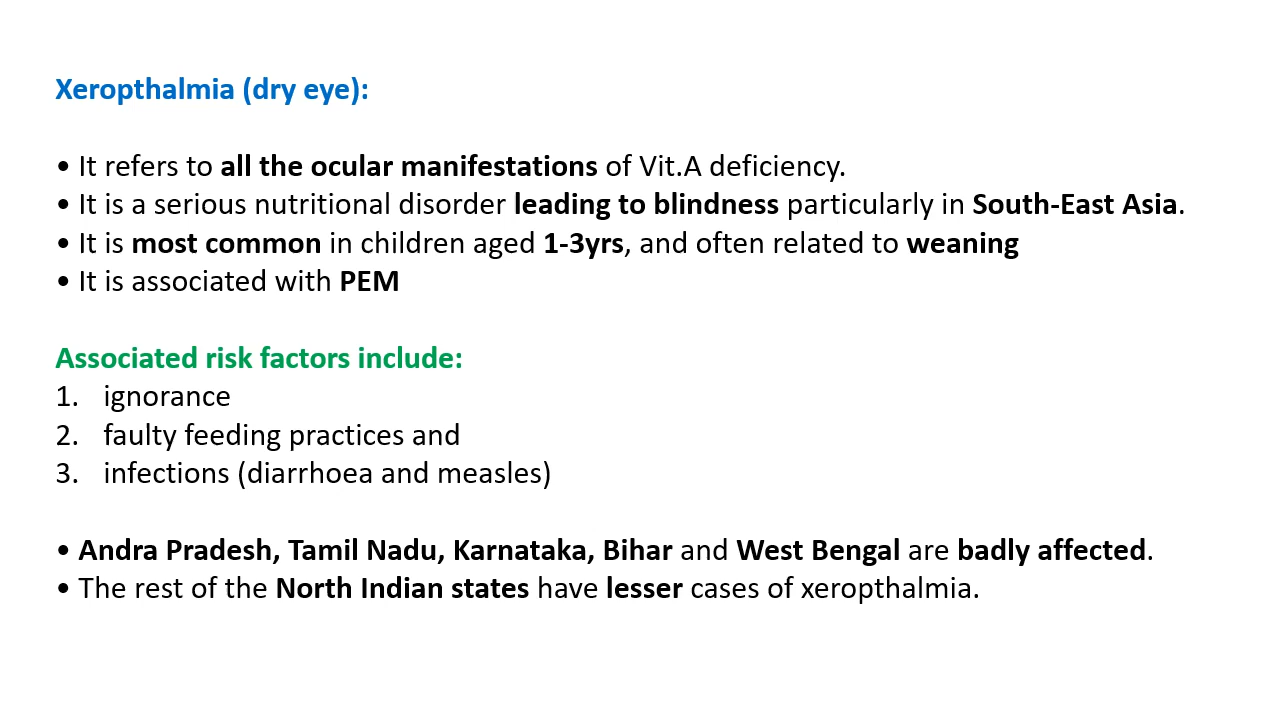 Xeropthalmia (dry eye):
• It refers to all the ocular manifestations of Vit.A deficiency.
• It is a serious nutritional disorder leading to blindness particularly in South-East Asia.
• It is most common in children aged 1-3yrs, and often related to weaning
• It is associated with PEM
Associated risk factors include:
1. ignorance
2. faulty feeding practices and
3. infections (diarrhoea and measles)
• Andra Pradesh, Tamil Nadu, Karnataka, Bihar and West Bengal are badly affected.
• The rest of the North Indian states have lesser cases of xeropthalmia.